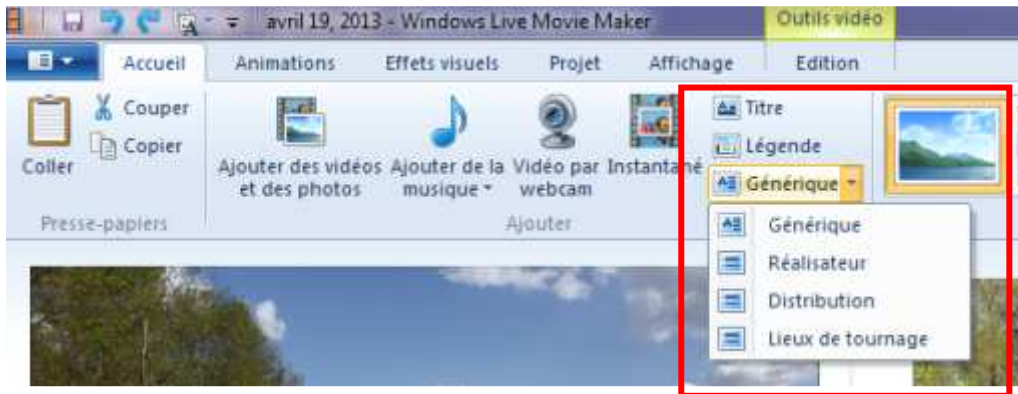 avril 19, 2013 - Windows Live Movie Maker
Outils vidéo
Accueil Animations Effets visuels Projet Affichage Edition
Coller
Couper
Copier
Presse-papiers
Ajouter des vidéos
et des photos
Ajouter de la
musique
Vidéo par
webcam
Instantané
Titre
Légende
Générique
Ajouter
Générique
Réalisateur
Distribution
Lieux de tournage